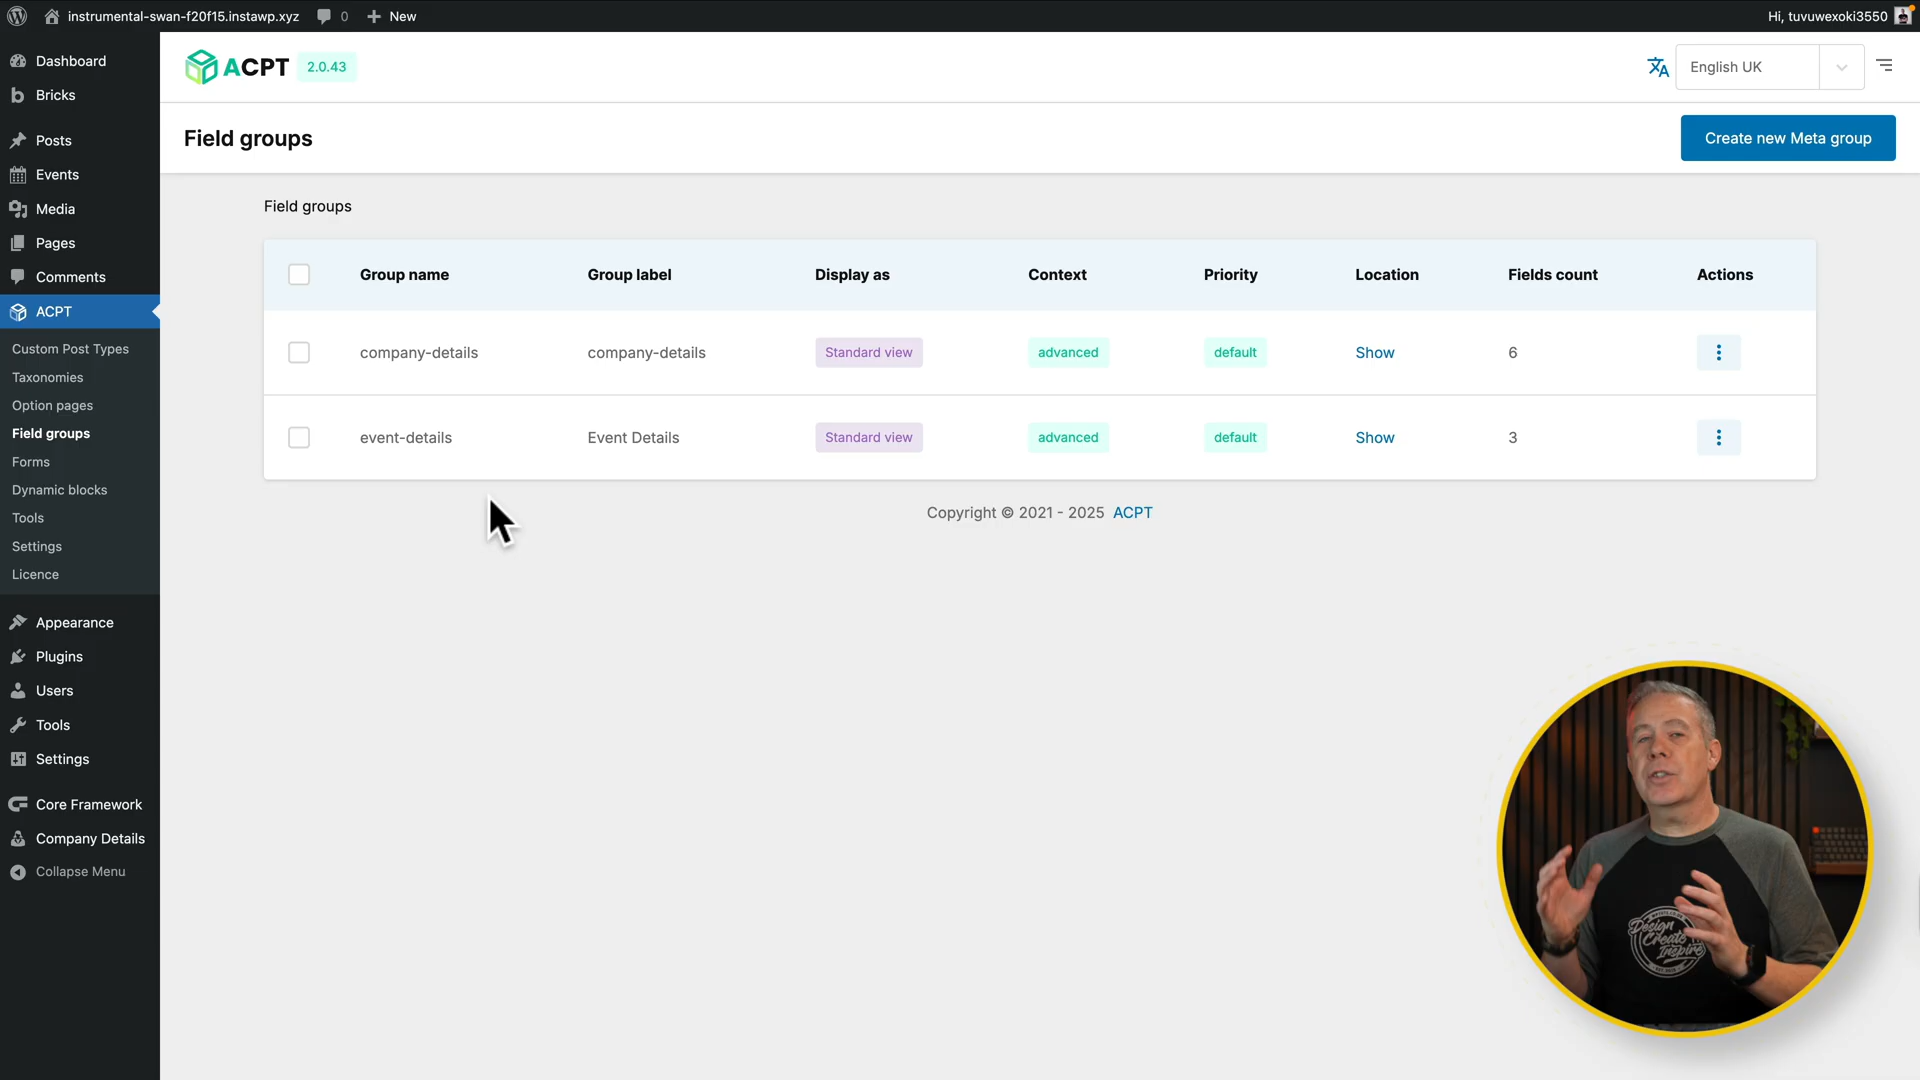 instrumental-swan-f20f15.instawp.xyz 0 New Hi, tuvuwexoki3550
Dashboard
Bricks
Posts
Events
Media
Pages
Comments
ACPT
Custom Post Types
Taxonomies
Option pages
Field groups
Forms
Dynamic blocks
Tools
Settings
Licence
Appearance
Plugins
Users
Tools
Settings
Core Framework
Company Details
Collapse Menu
ACPT 2.0.43 English UK
Field groups Create new Meta group
Field groups
Group name Group label Display as Context Priority Location Fields count Actions
company-details company-details Standard view advanced default Show 6
event-details Event Details Standard view advanced default Show 3
Copyright © 2021 - 2025 ACPT
Design
Create
Inspire